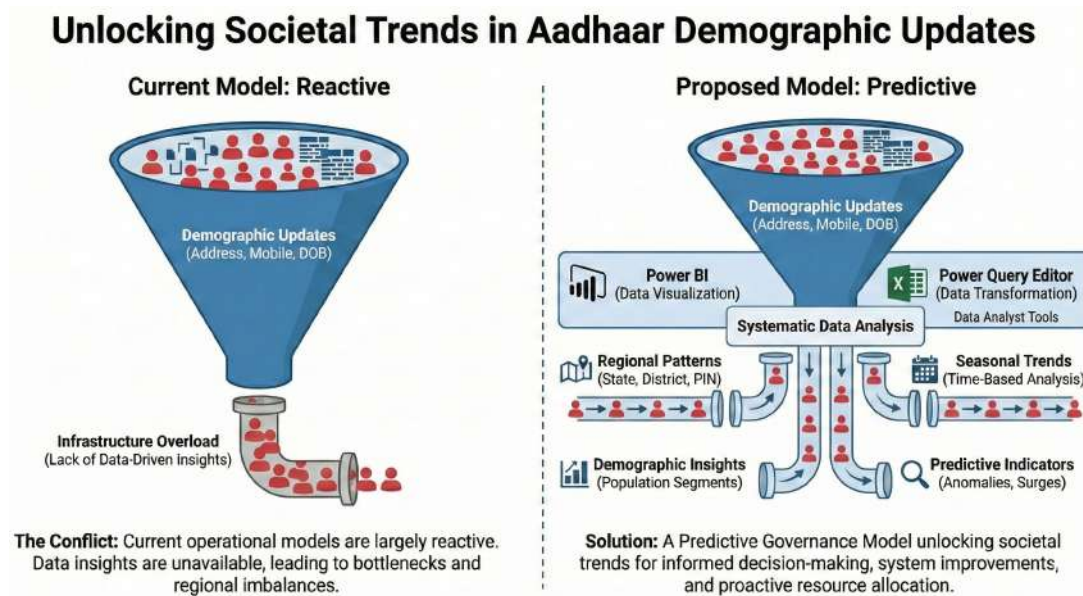 Unlocking Societal Trends in Aadhaar Demographic Updates
Current Model: Reactive
Demographic Updates
(Address, Mobile, DOB)
Infrastructure Overload
(Lack of Data-Driven insights)
The Conflict: Current operational models are largely reactive.
Data insights are unavailable, leading to bottlenecks and
regional imbalances.
Proposed Model: Predictive
Demographic Updates
(Address, Mobile, DOB)
Power BI
(Data Visualization)
Power Query Editor
(Data Transformation)
Data Analyst Tools
Systematic Data Analysis
Regional Patterns
(State, District, PIN)
Seasonal Trends
(Time-Based Analysis)
Demographic Insights
(Population Segments)
Predictive Indicators
(Anomalies, Surges)
Solution: A Predictive Governance Model unlocking societal
trends for informed decision-making, system improvements,
and proactive resource allocation.